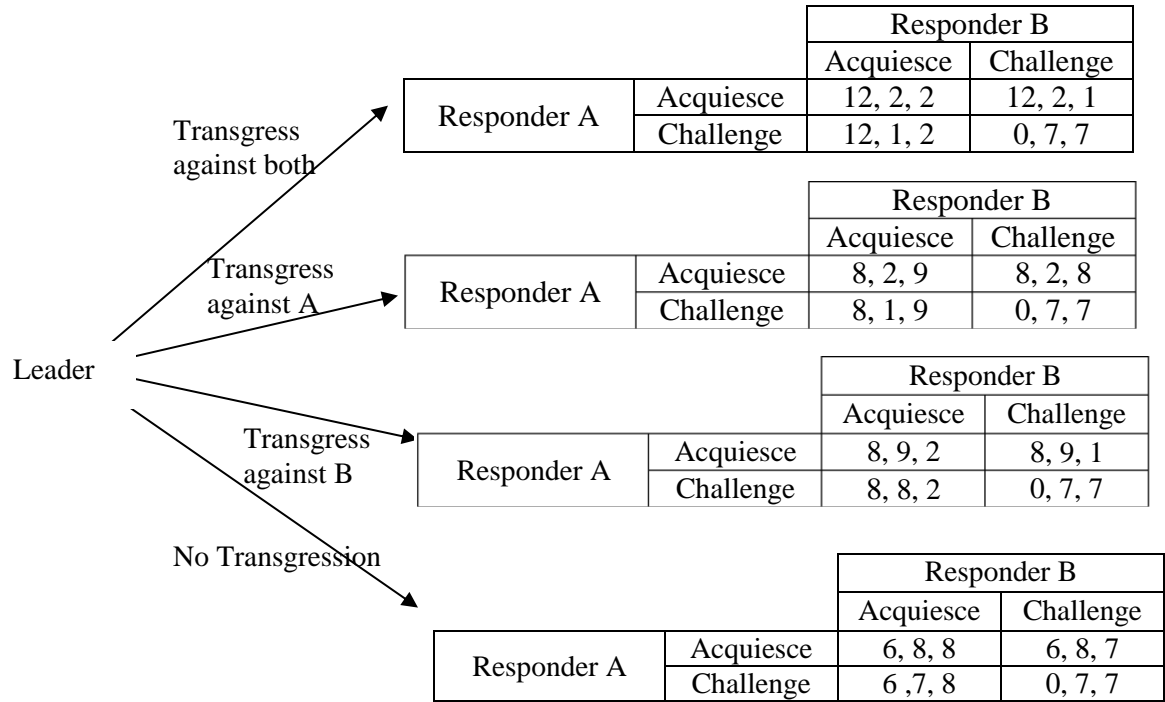 Responder B
Acquiesce Challenge
Responder A Acquiesce 12, 2, 2 12, 2, 1
Challenge 12, 1, 2 0, 7, 7
Transgress
against both
Responder B
Acquiesce Challenge
Responder A Acquiesce 8, 2, 9 8, 2, 8
Challenge 8, 1, 9 0, 7, 7
Transgress
against A
Leader
Responder B
Acquiesce Challenge
Responder A Acquiesce 8, 9, 2 8, 9, 1
Challenge 8, 8, 2 0, 7, 7
Transgress
against B
No Transgression
Responder B
Acquiesce Challenge
Responder A Acquiesce 6, 8, 8 6, 8, 7
Challenge 6 ,7, 8 0, 7, 7